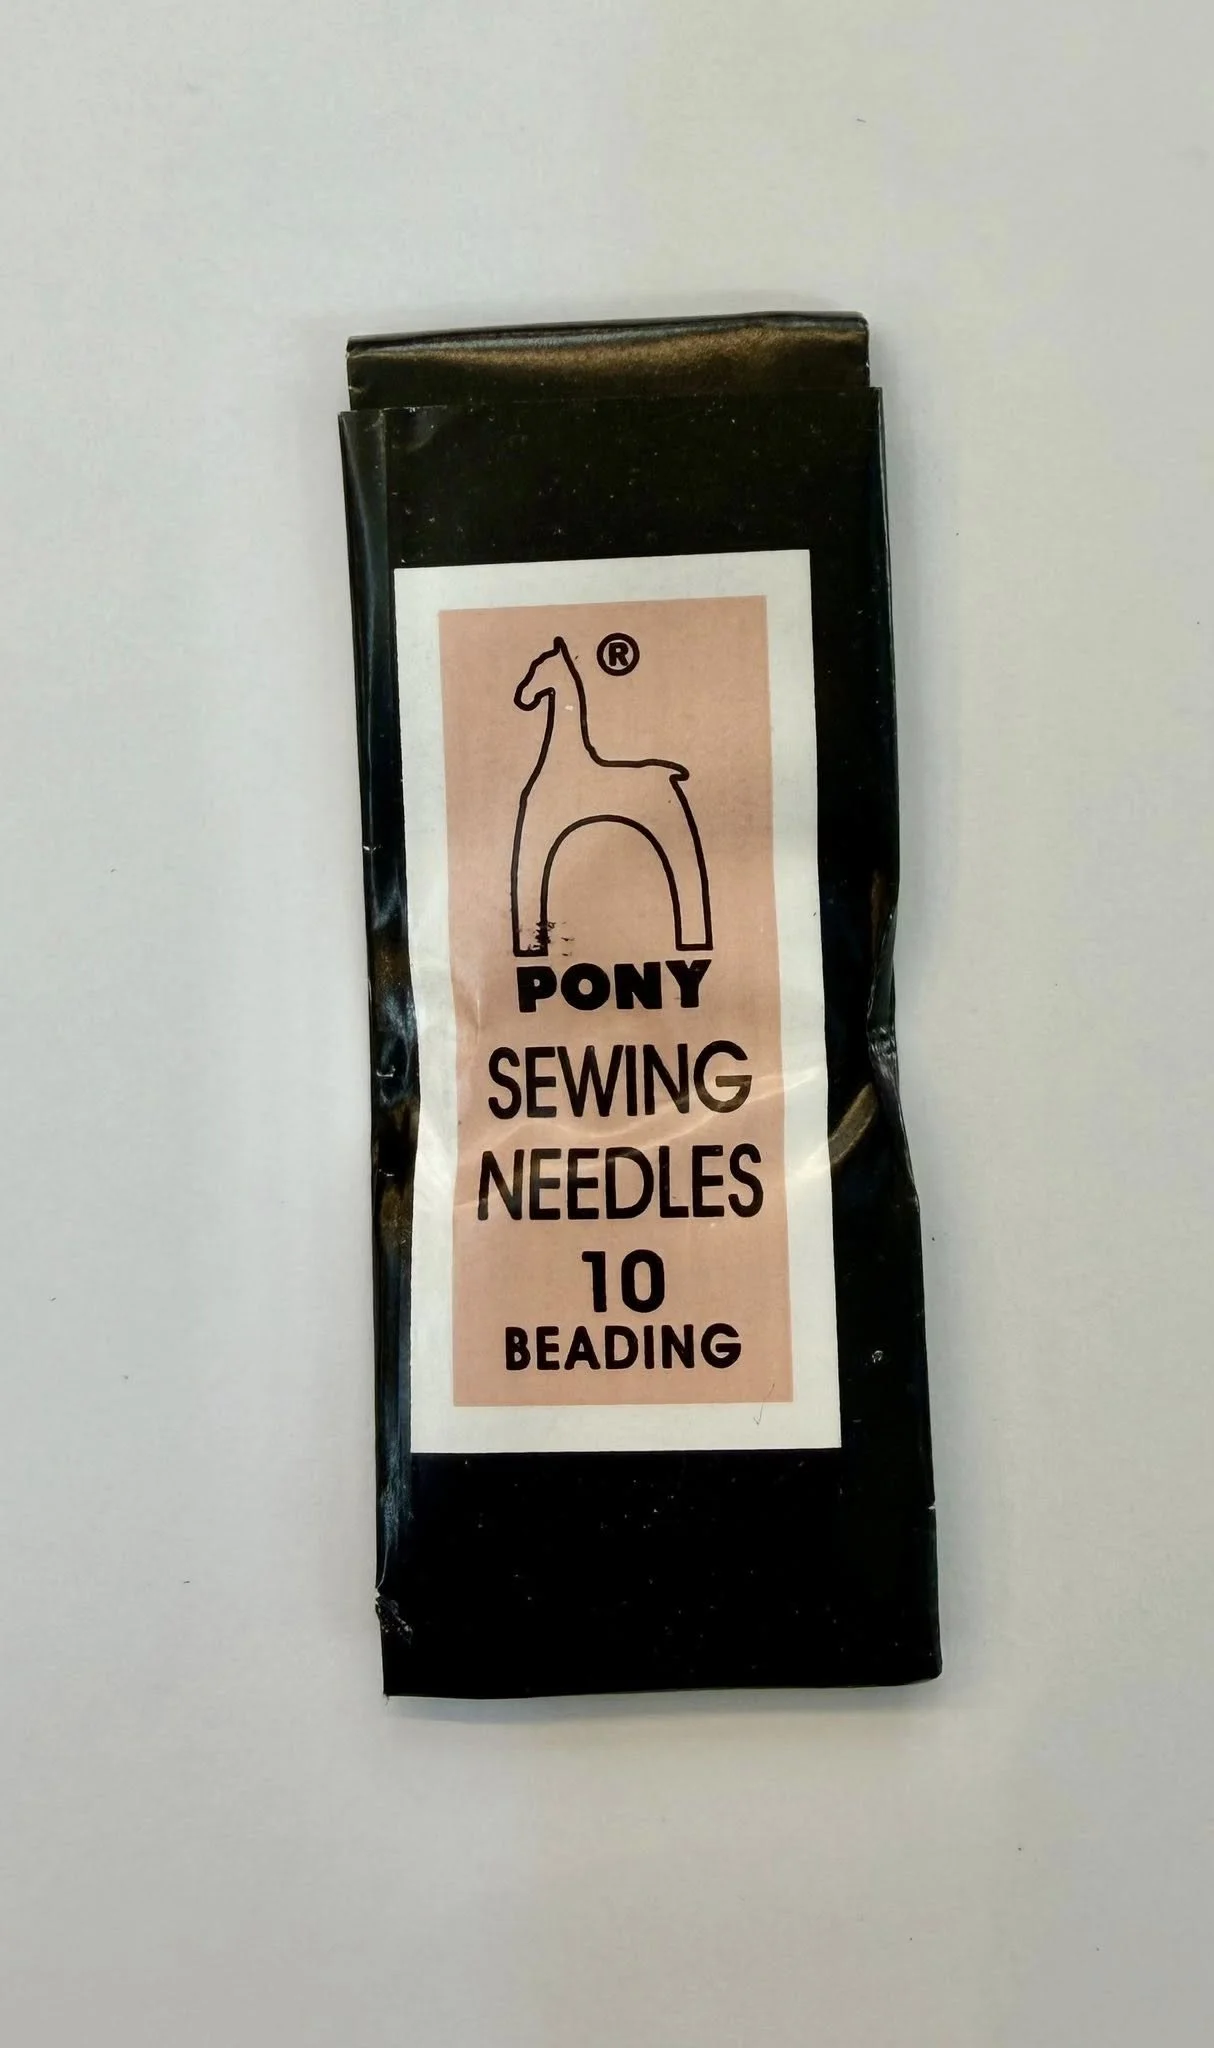 ®
PONY
SEWING
NEEDLES
10
BEADING